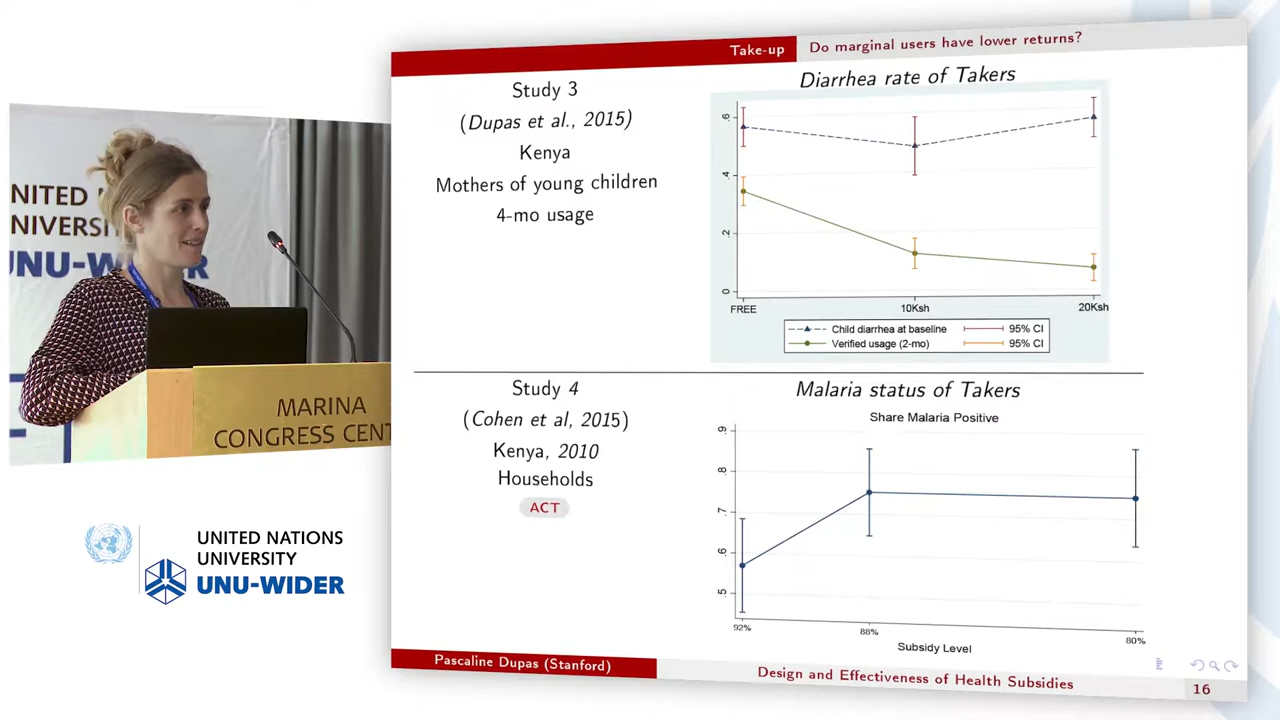 NITED
NIVERSI
UNU-W
R
MARINA
CONGRESS CENT
UNITED NATIONS
UNIVERSITY
UNU-WIDER
Take-up
Do marginal users have lower returns?
Study 3
(Dupas et al., 2015)
Kenya
Mothers of young children
4-mo usage
Diarrhea rate of Takers
.6
.4
.2
0
FREE
10Ksh
20Ksh
Child diarrhea at baseline
95% CI
Verified usage (2-mo)
95% CI
Study 4
(Cohen et al, 2015)
Kenya, 2010
Households
ACT
Malaria status of Takers
Share Malaria Positive
.9
.8
.7
.6
.5
92%
88%
80%
Subsidy Level
Pascaline Dupas (Stanford)
Design and Effectiveness of Health Subsidies
16